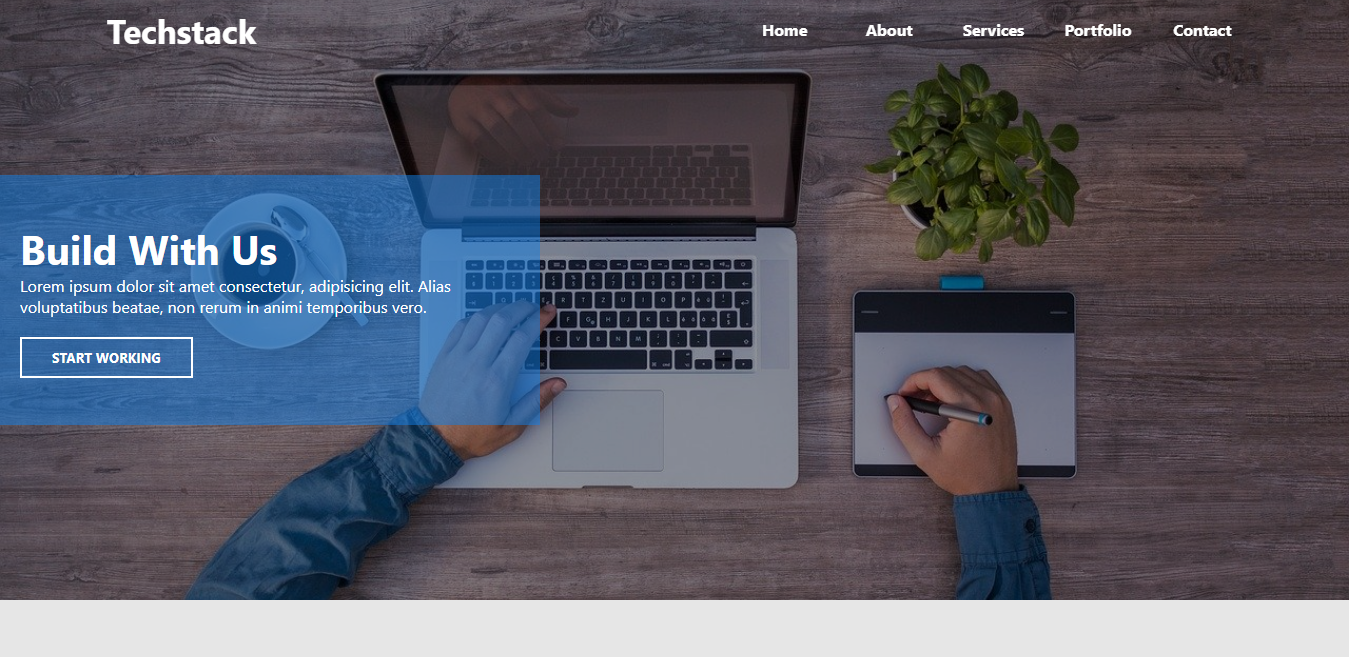 Techstack
Home About Services Portfolio Contact
Build With Us
Lorem ipsum dolor sit amet consectetur, adipisicing elit. Alias
voluptatibus beatae, non rerum in animi temporibus vero.
START WORKING